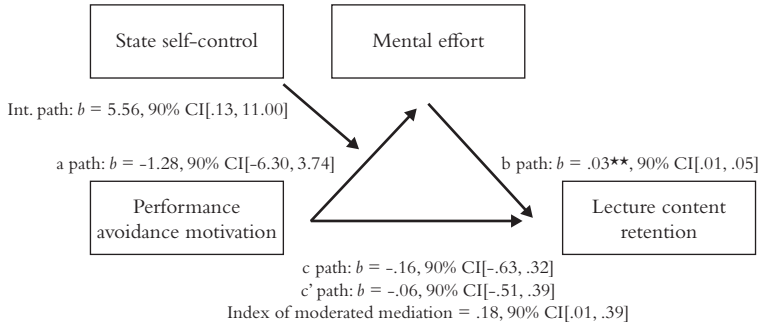 State self-control
Mental effort
Int. path: b = 5.56, 90% CI[.13, 11.00]
a path: b = -1.28, 90% CI[-6.30, 3.74]
b path: b = .03★★, 90% CI[.01, .05]
Performance
avoidance motivation
Lecture content
retention
c path: b = -.16, 90% CI[-.63, .32]
c’ path: b = -.06, 90% CI[-.51, .39]
Index of moderated mediation = .18, 90% CI[.01, .39]